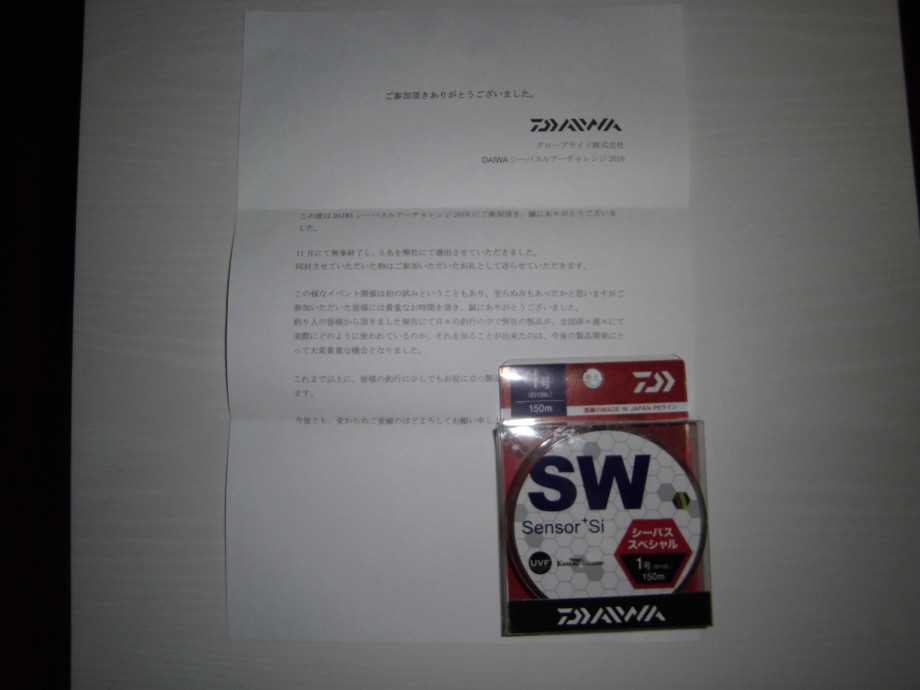 ご参加頂きありがとうございました。
DAIWA
グローブライド株式会社
DAIWA シーバスルアーチャレンジ 2016
この度は DAIWA シーバスルアーチャレンジ 2016 にご参加頂き、誠にありがとうございま
した。
11 月にて無事終了し、5 名を弊社にて選出させていただきました。
同封させていただいた物はご参加いただいたお礼として送らせていただきます。
この様なイベント開催は初の試みということもあり、至らぬ点もあったかと思いますがご
参加いただいた皆様には貴重なお時間を頂き、誠にありがとうございました。
釣り人の皆様から頂きました報告にて日々の釣行の中で弊社の製品が、全国津々浦々にて
実際にどのように使われているのか、それを知ることが出来たのは、今後の製品開発にと
って大変貴重な機会となりました。
これまで以上に、皆様の釣行に少しでもお役に立つ製
ます。
今後とも、変わらぬご愛顧のほどよろしくお願い申し
1号
150m
MADE IN JAPAN PEライン
SW
Sensor+Si
シーバス
スペシャル
1号
150m
UVF
DAIWA